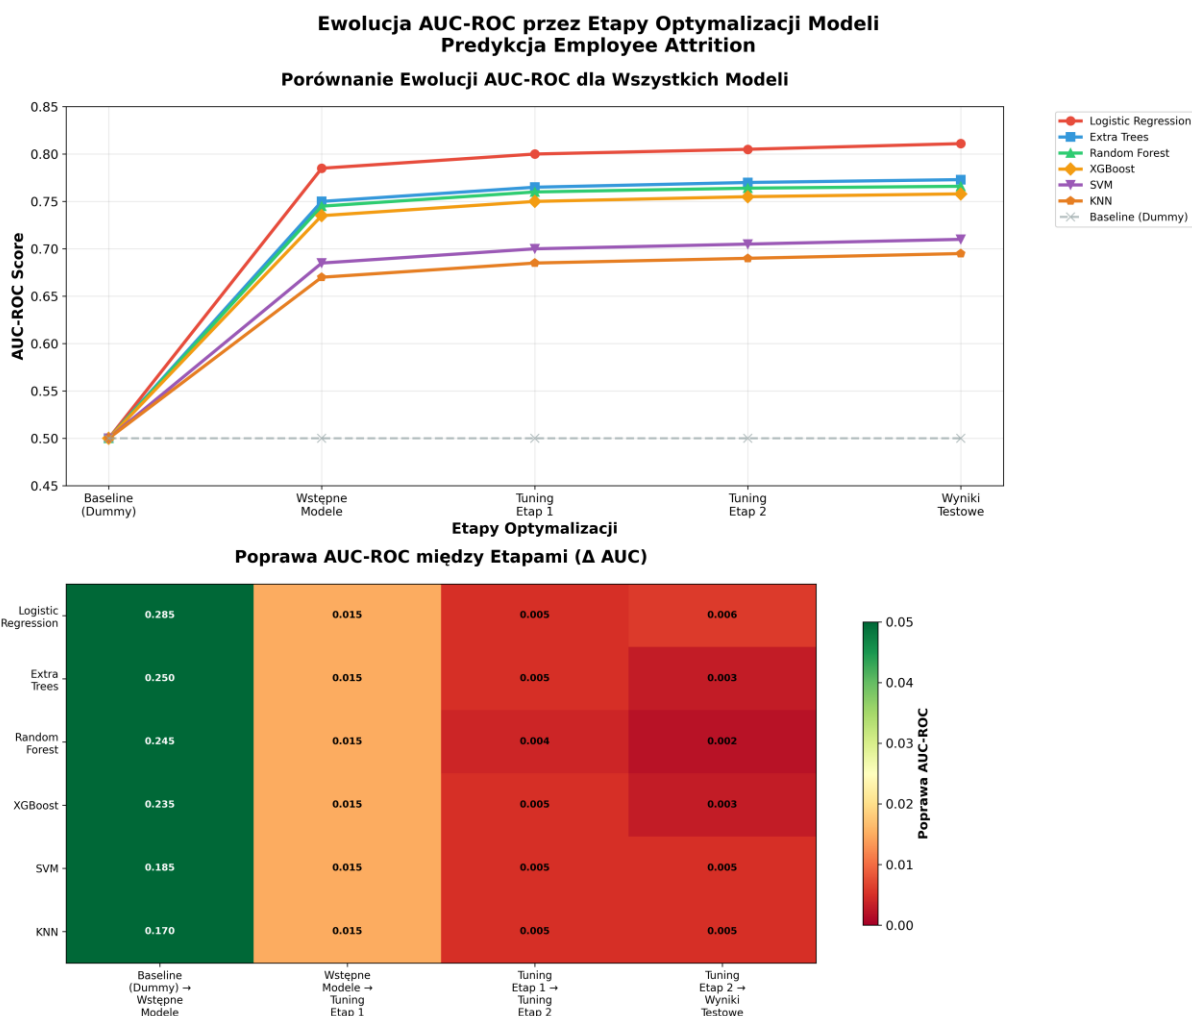 Ewolucja AUC-ROC przez Etapy Optymalizacji Modeli
Predykcja Employee Attrition
Porównanie Ewolucji AUC-ROC dla Wszystkich Modeli
0.85
0.80
0.75
0.70
0.65
0.60
0.55
0.50
0.45
AUC-ROC Score
Baseline
(Dummy)
Wstępne
Modele
Tuning
Etap 1
Tuning
Etap 2
Wyniki
Testowe
Etapy Optymalizacji
Logistic Regression
Extra Trees
Random Forest
XGBoost
SVM
KNN
Baseline (Dummy)
Poprawa AUC-ROC między Etapami (Δ AUC)
Logistic
Regression
0.285 0.015 0.005 0.006
Extra
Trees
0.250 0.015 0.005 0.003
Random
Forest
0.245 0.015 0.004 0.002
XGBoost
0.235 0.015 0.005 0.003
SVM
0.185 0.015 0.005 0.005
KNN
0.170 0.015 0.005 0.005
Baseline
(Dummy) →
Wstępne
Modele
Wstępne
Modele →
Tuning
Etap 1
Tuning
Etap 1 →
Tuning
Etap 2
Tuning
Etap 2 →
Wyniki
Testowe
0.05
0.04
0.03
0.02
0.01
0.00
Poprawa AUC-ROC